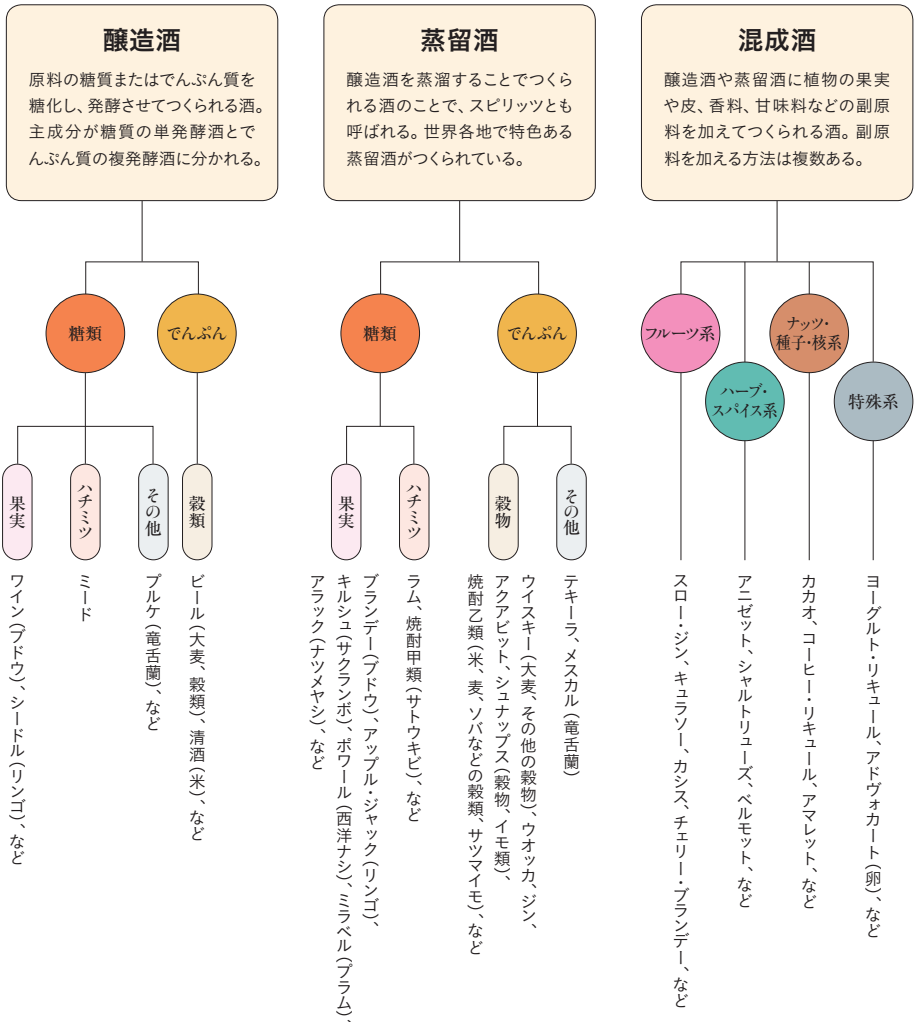 醸造酒
原料の糖質またはでんぷん質を
糖化し、発酵させてつくられる酒。
主成分が糖質の単発酵酒とで
んぷん質の複発酵酒に分かれる。
糖類
でんぷん
果実
ハチミツ
その他
穀類
ワイン(ブドウ)、シードル(リンゴ)、など
ミード
プルケ(竜舌蘭)、など
ビール(大麦、穀類)、清酒(米)、など
蒸留酒
醸造酒を蒸溜することでつくら
れる酒のことで、スピリッツとも
呼ばれる。世界各地で特色ある
蒸留酒がつくられている。
糖類
でんぷん
果実
ハチミツ
穀物
その他
ブランデー(ブドウ)、アップル・ジャック(リンゴ)、
キルシュ(サクランボ)、ポワール(西洋ナシ)、ミラベル(プラム)、
アラック(ナツメヤシ)、など
ラム、焼酎甲類(サトウキビ)、など
ウイスキー(大麦、その他の穀物)、ウオッカ、ジン、
アクアビット、シュナップス(穀物、イモ類)、
焼酎乙類(米、麦、ソバなどの穀類、サツマイモ)、など
テキーラ、メスカル(竜舌蘭)
混成酒
醸造酒や蒸留酒に植物の果実
や皮、香料、甘味料などの副原
料を加えてつくられる酒。副原
料を加える方法は複数ある。
フルーツ系
ハーブ・
スパイス系
ナッツ・
種子・核系
特殊系
スロー・ジン、キュラソー、カシス、チェリー・ブランデー、など
アニゼット、シャルトリューズ、ベルモット、など
カカオ、コーヒー・リキュール、アマレット、など
ヨーグルト・リキュール、アドヴォカート(卵)、など